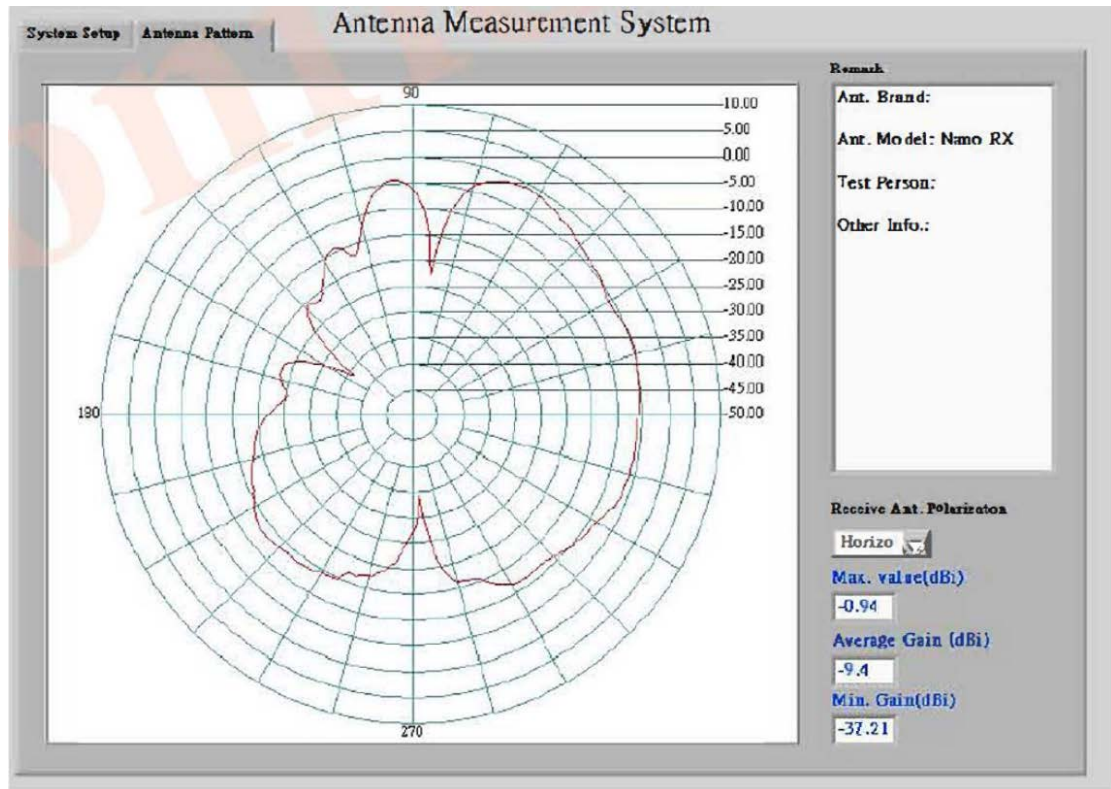 Antenna Measurement System
System Setup
Antenna Pattern
90
10.00
5.00
0.00
-5.00
-10.00
-15.00
-20.00
-25.00
-30.00
-35.00
-40.00
-45.00
-50.00
180
270
Remark
Ant. Brand:
Ant. Model: Nano RX
Test Person:
Other Info.:
Receive Ant. Polarizaton
Horizo
Max. value(dBi)
-0.94
Average Gain (dBi)
-9.4
Min. Gain(dBi)
-37.21